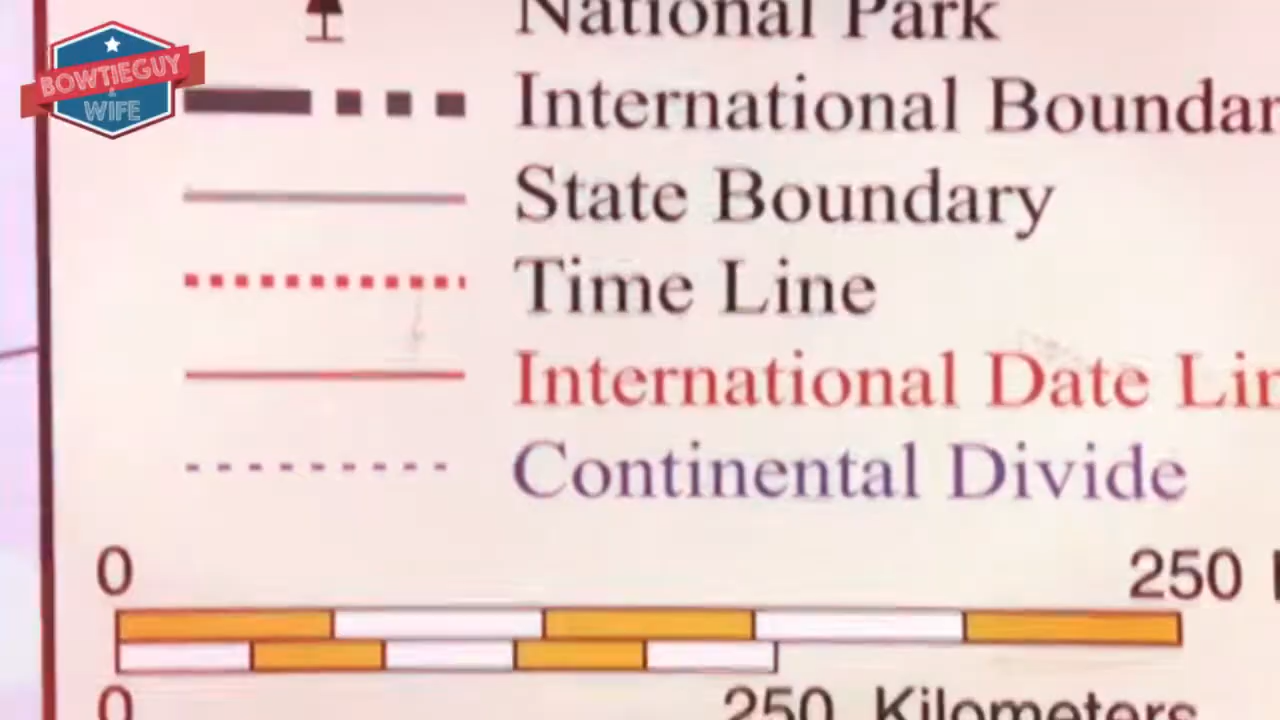 National Park
BOWTIEGUY
&
WIFE
International Boundar
State Boundary
Time Line
International Date Lin
Continental Divide
0
250
0
250 Kilometers